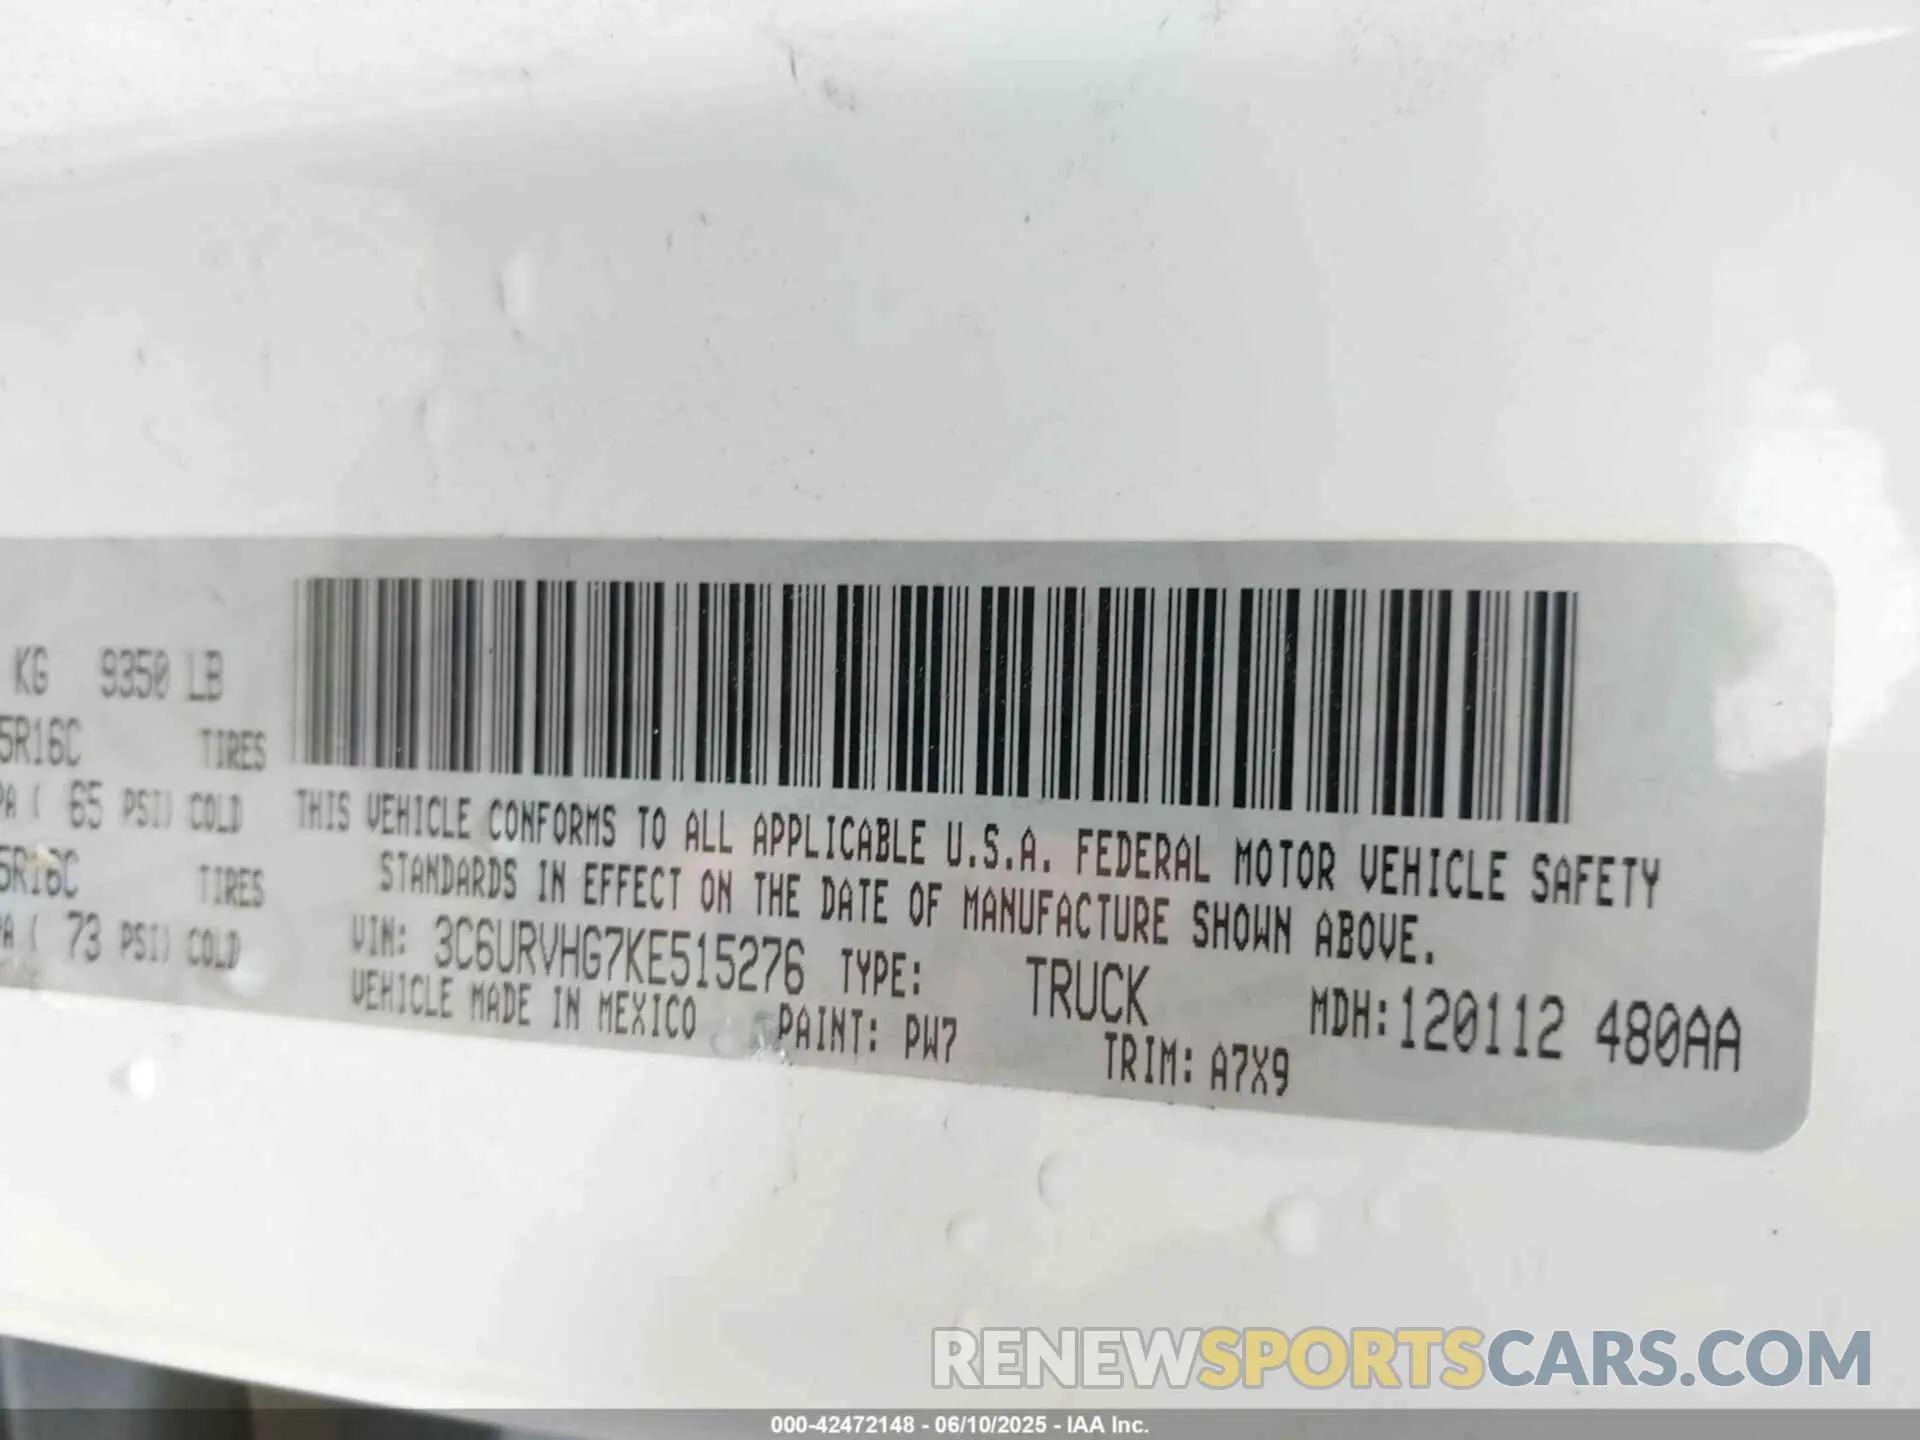 KG 9350 LB
5R16C TIRES
PA ( 65 PSI) COLD
5R16C TIRES
PA ( 73 PSI) COLD
THIS VEHICLE CONFORMS TO ALL APPLICABLE U.S.A. FEDERAL MOTOR VEHICLE SAFETY
STANDARDS IN EFFECT ON THE DATE OF MANUFACTURE SHOWN ABOVE.
VIN: 3C6URVHG7KE515276 TYPE: TRUCK MDH:120112 480AA
VEHICLE MADE IN MEXICO PAINT: PW7 TRIM: A7X9
RENEWSPORTSCARS.COM
000-42472148 - 06/10/2025 - IAA Inc.